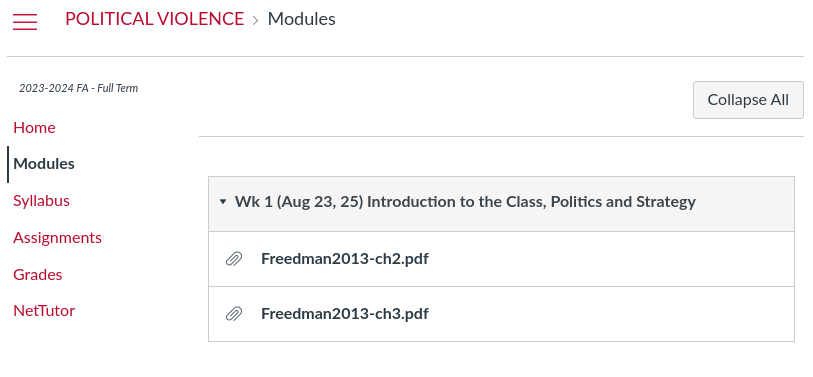 POLITICAL VIOLENCE > Modules
2023-2024 FA - Full Term
Collapse All
Home
Modules
Syllabus
Assignments
Grades
NetTutor
Wk 1 (Aug 23, 25) Introduction to the Class, Politics and Strategy
Freedman2013-ch2.pdf
Freedman2013-ch3.pdf